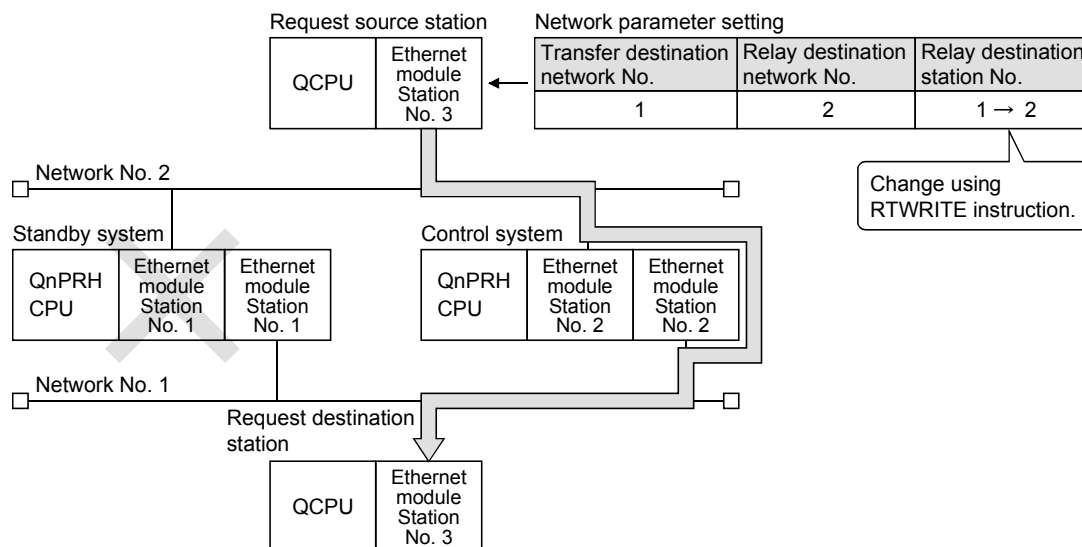 Request source station
Network parameter setting
QCPU
Ethernet
module
Station
No. 3
Transfer destination
network No.
Relay destination
network No.
Relay destination
station No.
1
2
1 → 2
Change using
RTWRITE instruction.
Network No. 2
Standby system
Control system
QnPRH
CPU
Ethernet
module
Station
No. 1
Ethernet
module
Station
No. 1
QnPRH
CPU
Ethernet
module
Station
No. 2
Ethernet
module
Station
No. 2
Network No. 1
Request destination
station
QCPU
Ethernet
module
Station
No. 3